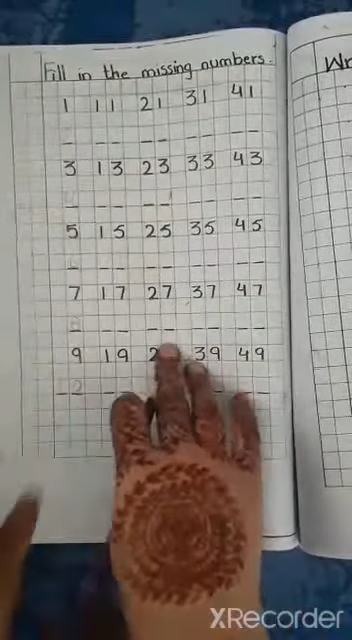 Fill in the missing numbers.
1 11 21 31 41
_ _ _ _ _ _ _ _ _
3 13 23 33 43
_ _ _ _ _ _ _ _ _
5 15 25 35 45
_ _ _ _ _ _ _
7 17 27 37 47
_ _ _ _ _ _ _ _ _
9 19 2 39 49
XRecorder